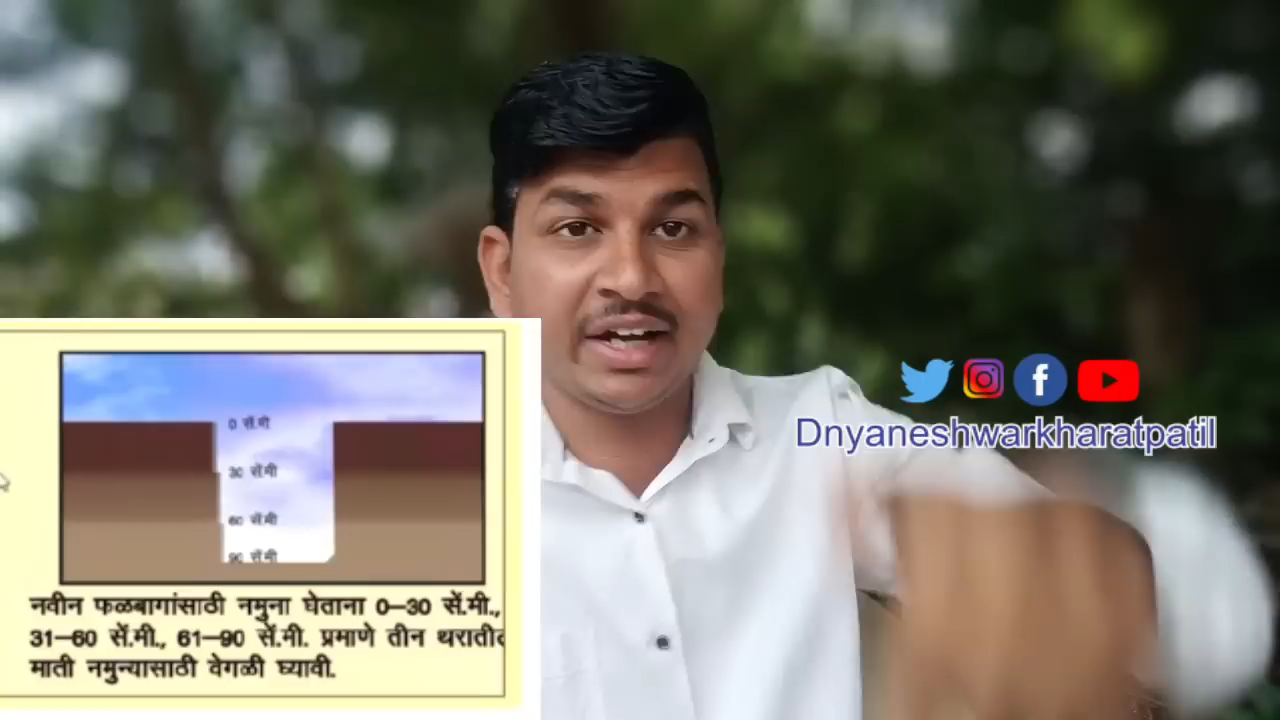 0 सें.मी
30 सें.मी
60 सें.मी
90 सें.मी
Dnyaneshwarkharatpatil
नवीन फळबागांसाठी नमुना घेताना 0–30 सें.मी.,
31–60 सें.मी., 61–90 सें.मी. प्रमाणे तीन थरातील
माती नमुन्यासाठी वेगळी घ्यावी.